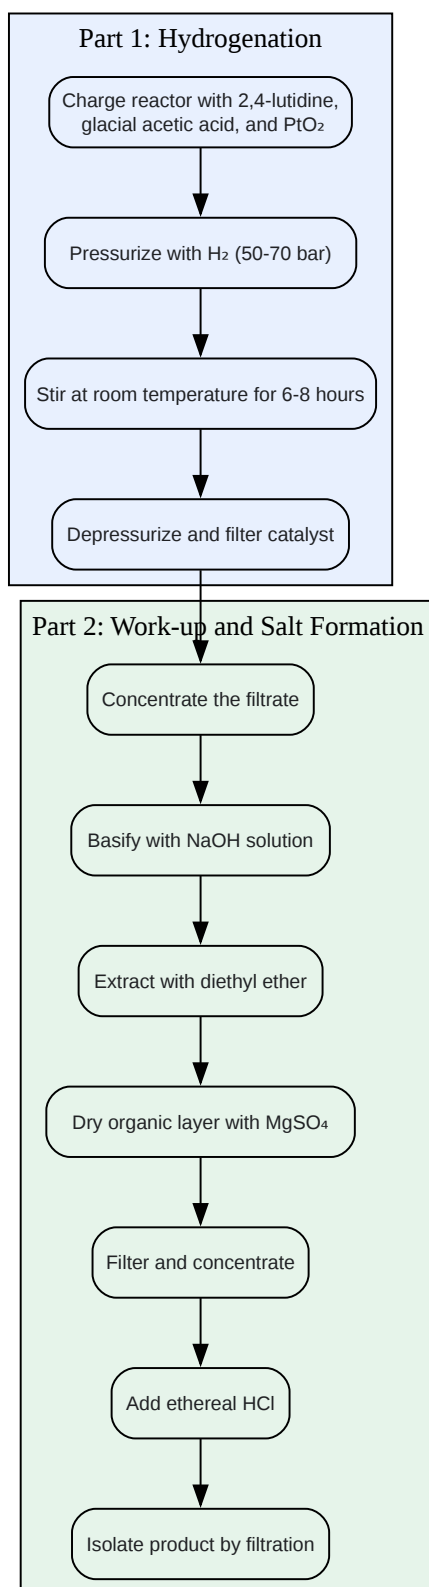 Part 1: Hydrogenation
Charge reactor with 2,4-lutidine,
glacial acetic acid, and PtO₂
Pressurize with H₂ (50-70 bar)
Stir at room temperature for 6-8 hours
Depressurize and filter catalyst
Part 2: Work-up and Salt Formation
Concentrate the filtrate
Basify with NaOH solution
Extract with diethyl ether
Dry organic layer with MgSO₄
Filter and concentrate
Add ethereal HCl
Isolate product by filtration